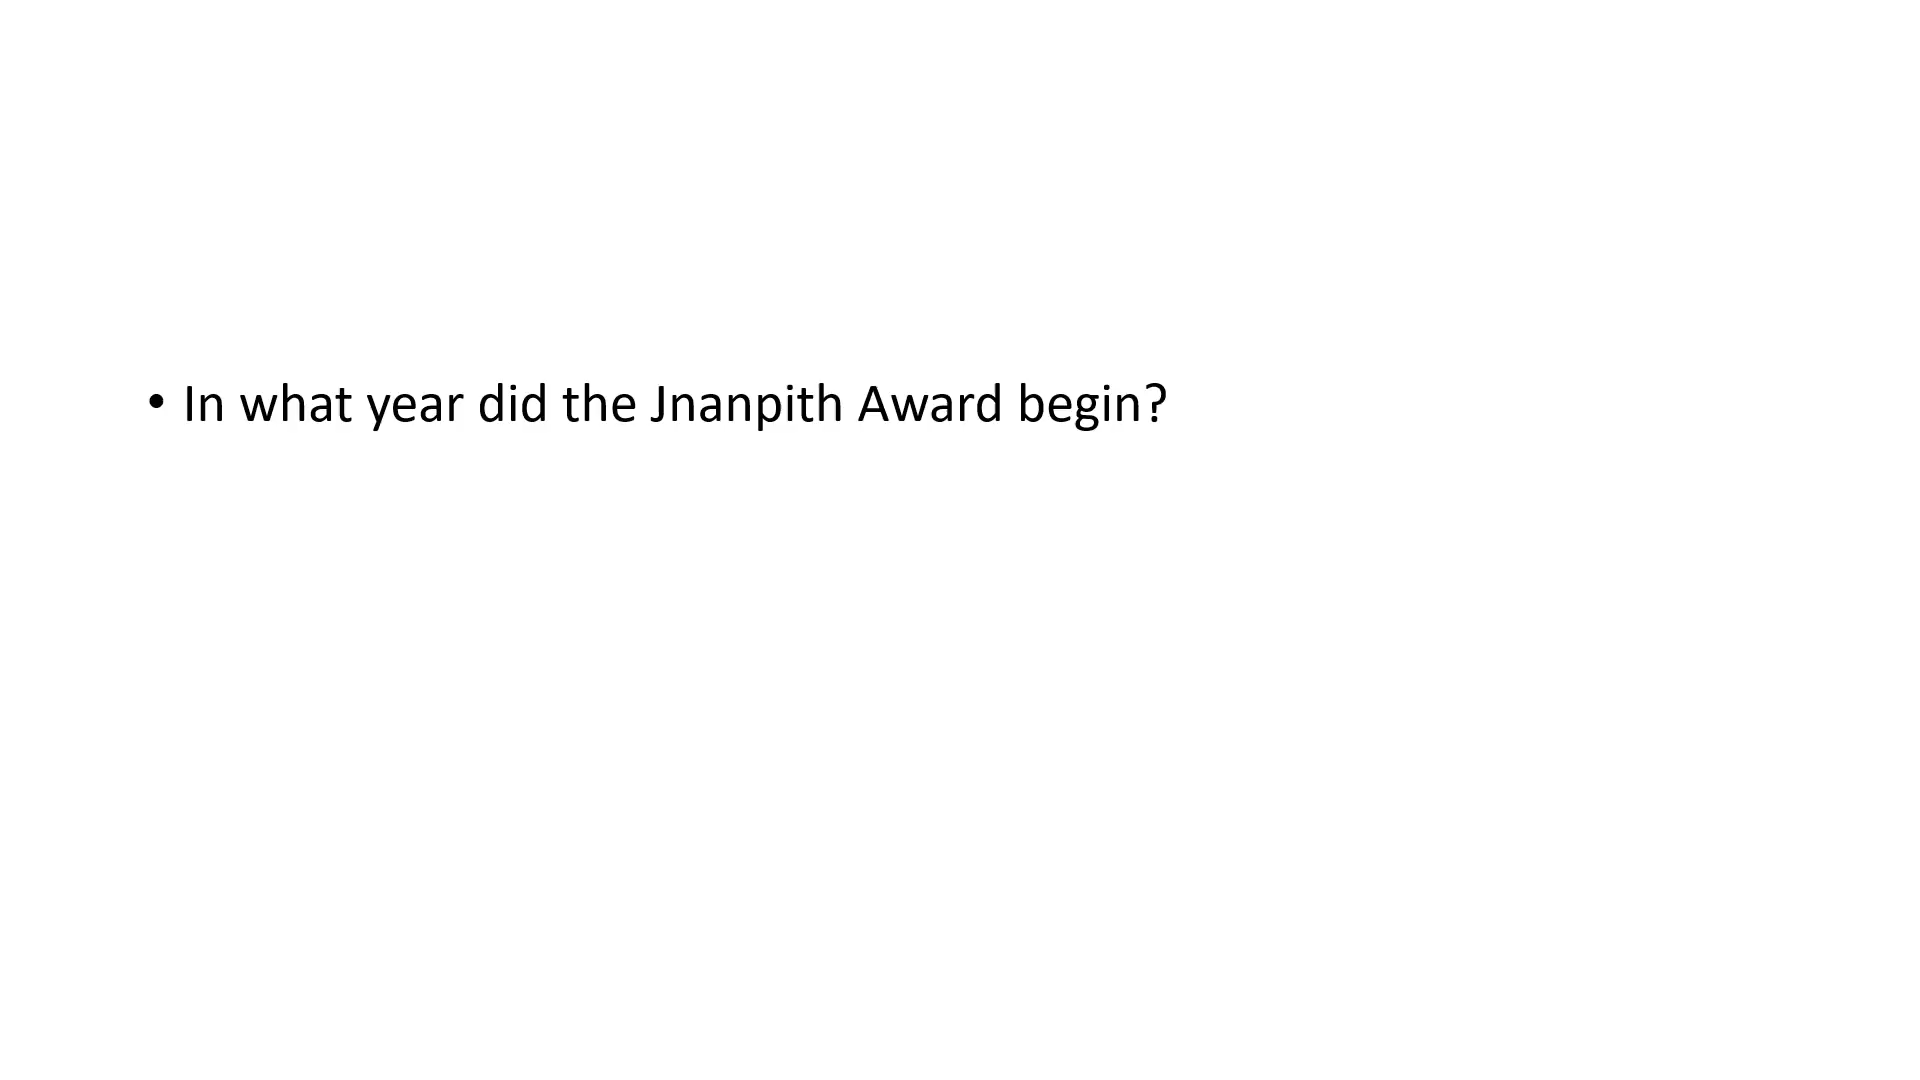 • In what year did the Jnanpith Award begin?